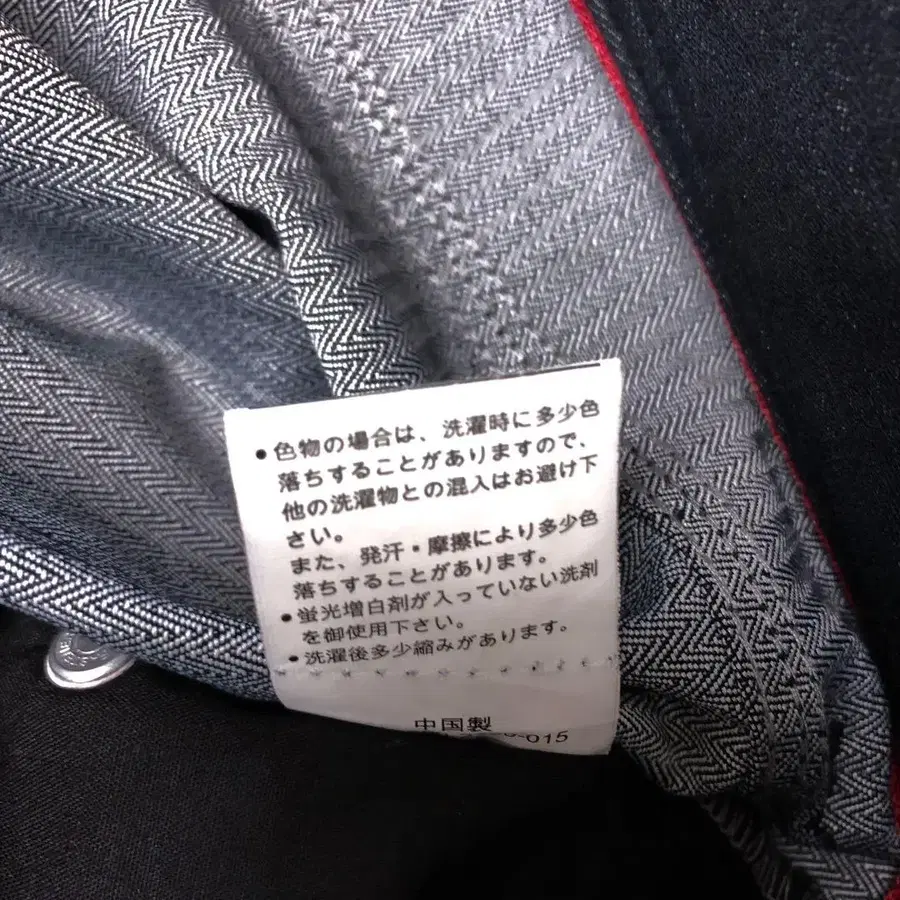 •色物の場合は、洗濯時に多少色
落ちすることがありますので、
他の洗濯物との混入はお避け下
さい。
また、発汗・摩擦により多少色
落ちすることがあります。
•蛍光増白剤が入っていない洗剤
を御使用下さい。
•洗濯後多少縮みがあります。
中国製
-015